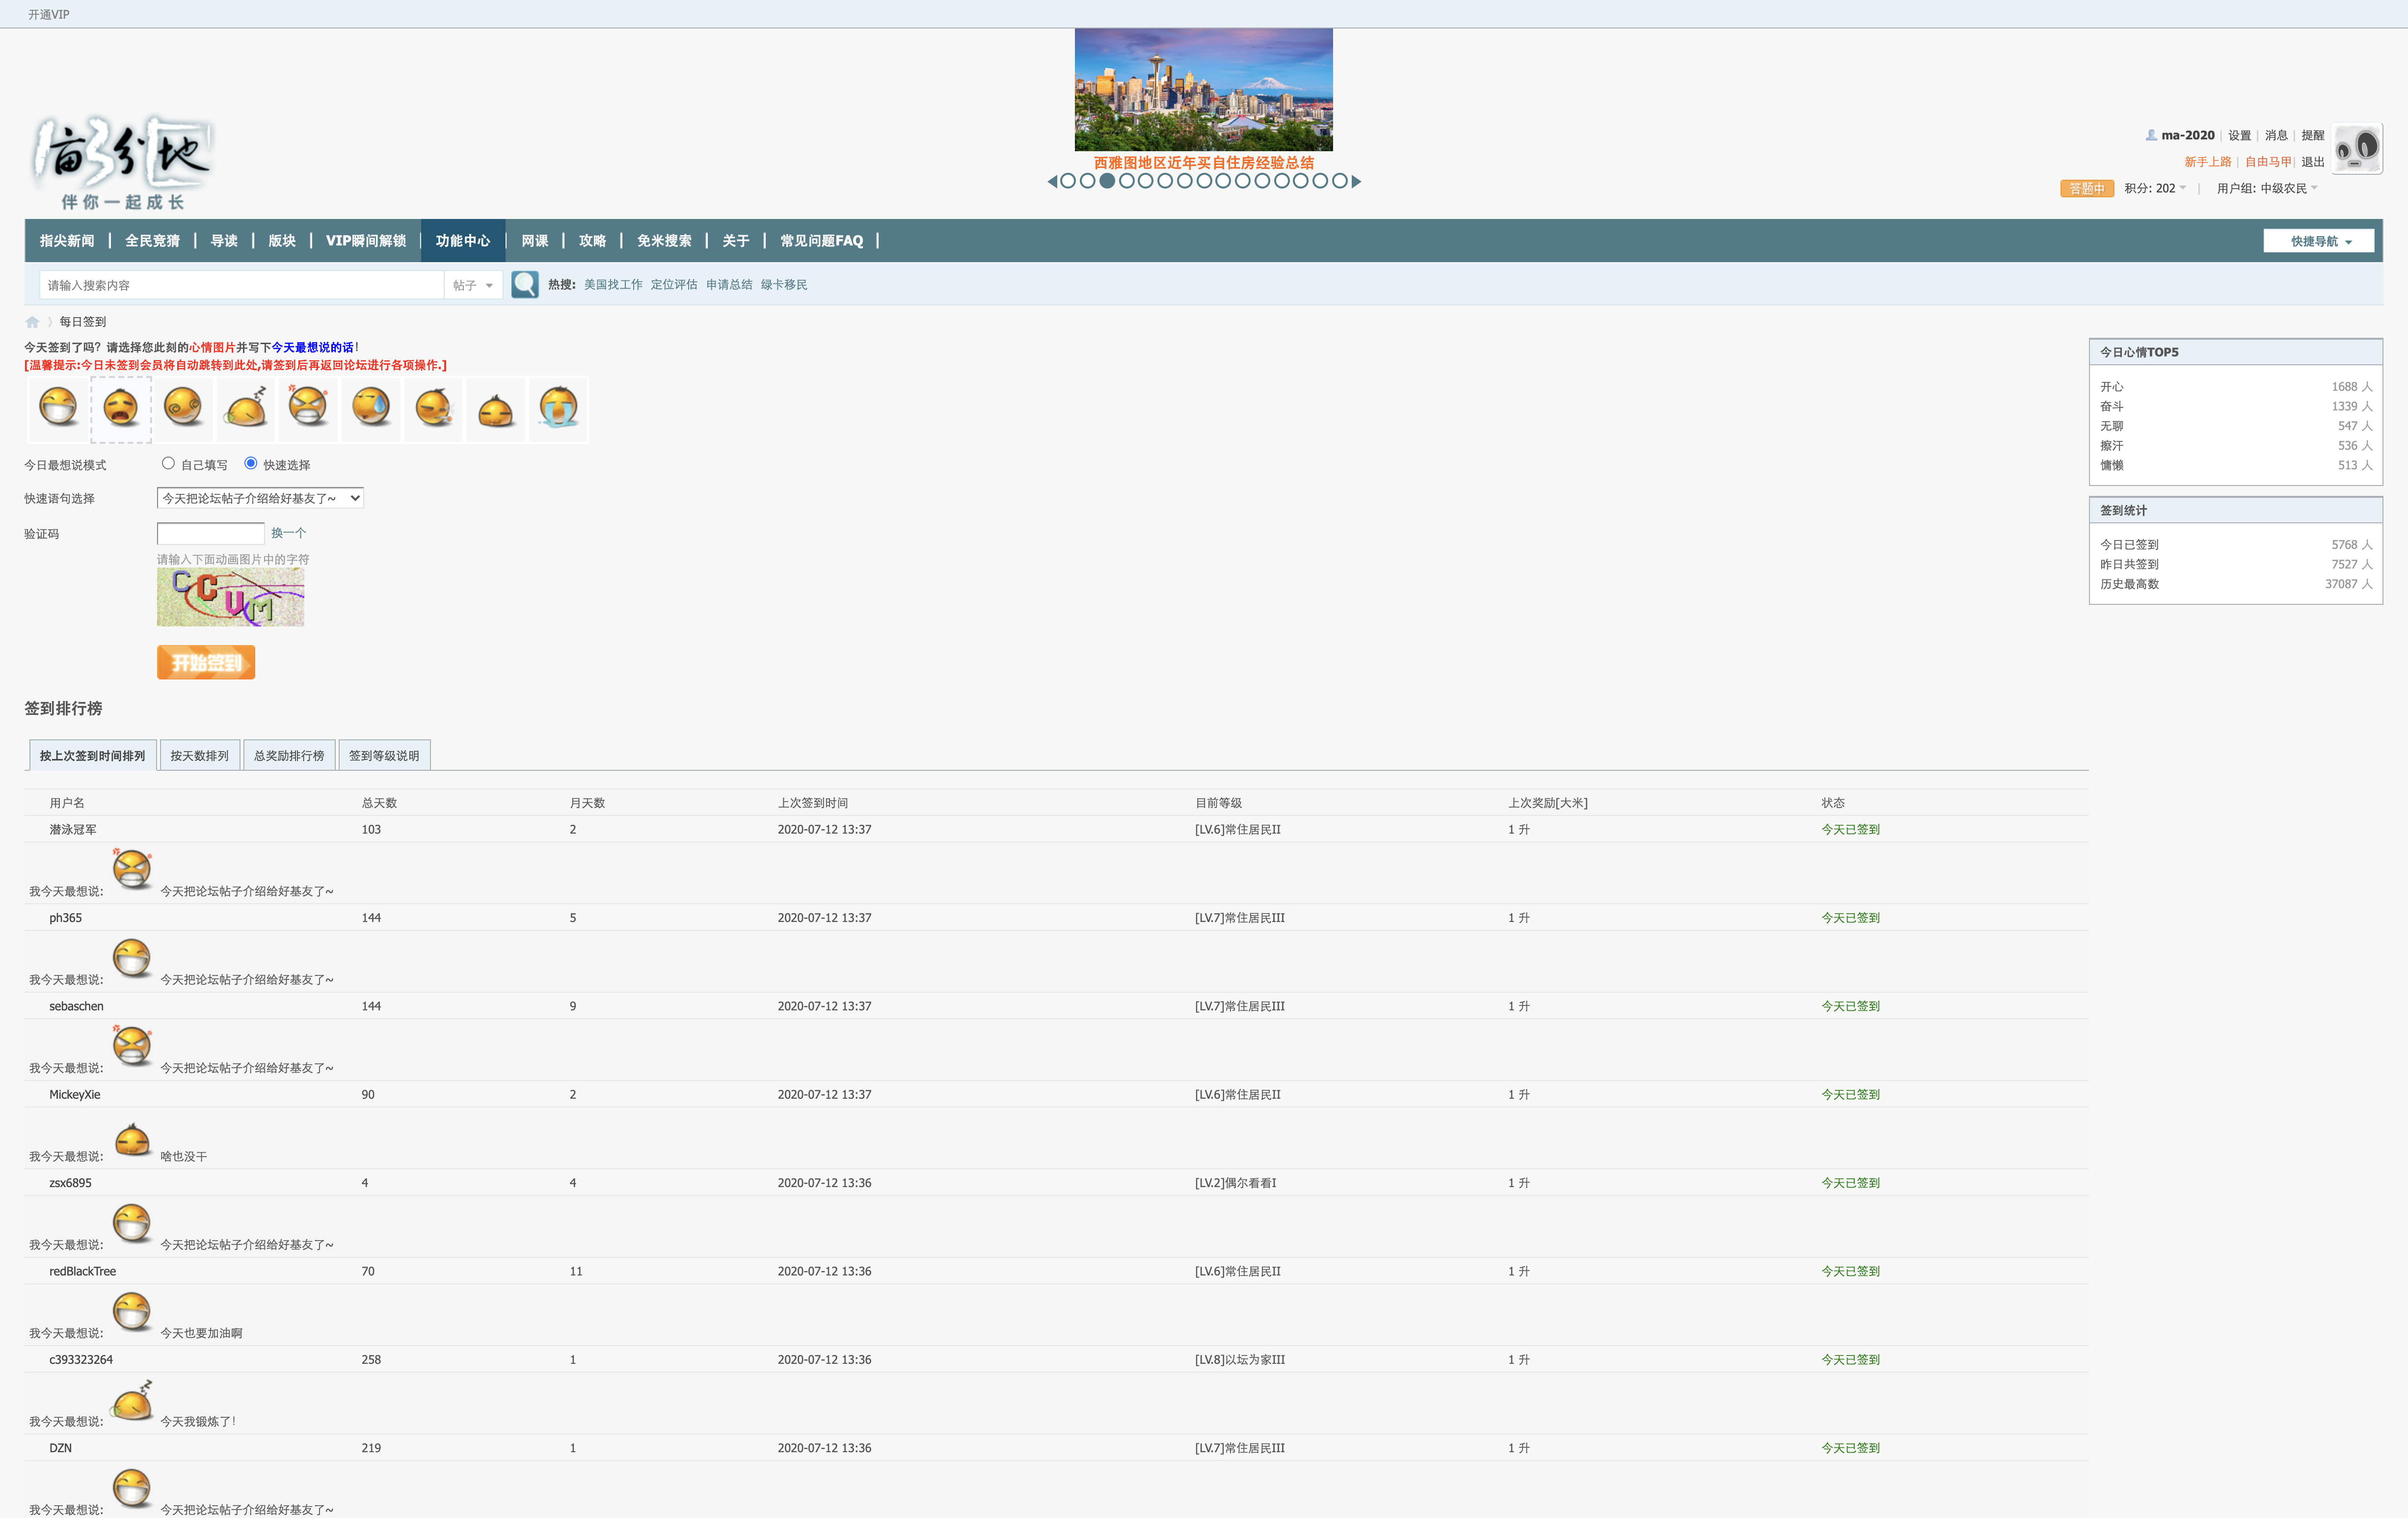 开通VIP
西雅图地区近年买自住房经验总结
伴你一起成长
ma-2020 | 设置 | 消息 | 提醒
新手上路 | 自由马甲 | 退出
答题中 积分: 202 | 用户组: 中级农民
指尖新闻 全民竞猜 导读 版块 VIP瞬间解锁 功能中心 网课 攻略 免米搜索 关于 常见问题FAQ 快捷导航
请输入搜索内容 帖子 热搜: 美国找工作 定位评估 申请总结 绿卡移民
每日签到
今天签到了吗？请选择您此刻的心情图片并写下今天最想说的话！
[温馨提示:今日未签到会员将自动跳转到此处,请签到后再返回论坛进行各项操作.]
今日最想说模式 自己填写 快速选择
快速语句选择 今天把论坛帖子介绍给好基友了~
验证码 换一个
请输入下面动画图片中的字符
CCUM
开始签到
今日心情TOP5
开心 1688 人
奋斗 1339 人
无聊 547 人
擦汗 536 人
慵懒 513 人
签到统计
今日已签到 5768 人
昨日共签到 7527 人
历史最高数 37087 人
签到排行榜
按上次签到时间排列 按天数排列 总奖励排行榜 签到等级说明
用户名 总天数 月天数 上次签到时间 目前等级 上次奖励[大米] 状态
潜泳冠军 103 2 2020-07-12 13:37 [LV.6]常住居民II 1 升 今天已签到
我今天最想说: 今天把论坛帖子介绍给好基友了~
ph365 144 5 2020-07-12 13:37 [LV.7]常住居民III 1 升 今天已签到
我今天最想说: 今天把论坛帖子介绍给好基友了~
sebaschen 144 9 2020-07-12 13:37 [LV.7]常住居民III 1 升 今天已签到
我今天最想说: 今天把论坛帖子介绍给好基友了~
MickeyXie 90 2 2020-07-12 13:37 [LV.6]常住居民II 1 升 今天已签到
我今天最想说: 啥也没干
zsx6895 4 4 2020-07-12 13:36 [LV.2]偶尔看看I 1 升 今天已签到
我今天最想说: 今天把论坛帖子介绍给好基友了~
redBlackTree 70 11 2020-07-12 13:36 [LV.6]常住居民II 1 升 今天已签到
我今天最想说: 今天也要加油啊
c393323264 258 1 2020-07-12 13:36 [LV.8]以坛为家III 1 升 今天已签到
我今天最想说: 今天我锻炼了！
DZN 219 1 2020-07-12 13:36 [LV.7]常住居民III 1 升 今天已签到
我今天最想说: 今天把论坛帖子介绍给好基友了~